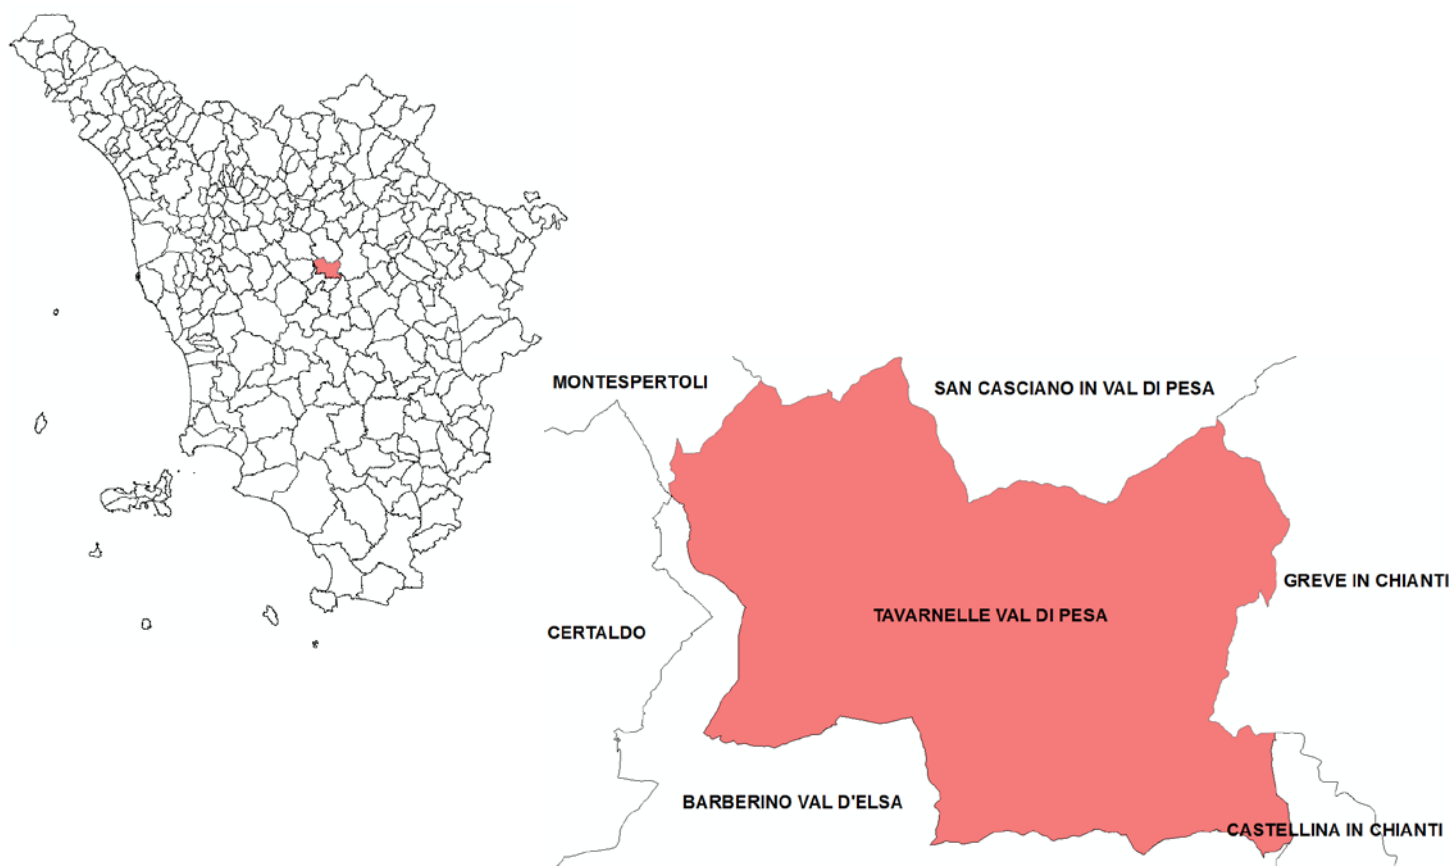 MONTESPERTOLI
SAN CASCIANO IN VAL DI PESA
GREVE IN CHIANTI
TAVARNELLE VAL DI PESA
CERTALDO
BARBERINO VAL D'ELSA
CASTELLINA IN CHIANTI